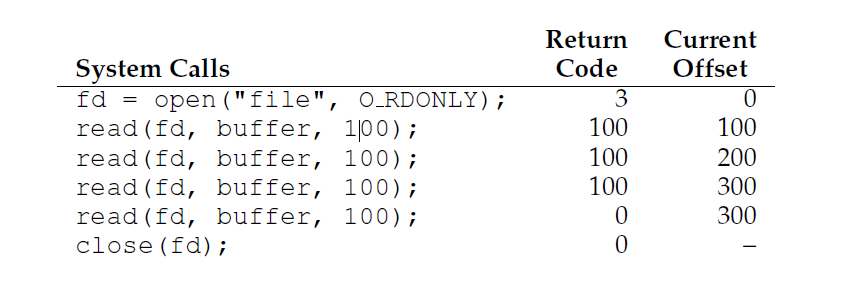 Return Current
System Calls Code Offset
fd = open("file", O_RDONLY); 3 0
read(fd, buffer, 100); 100 100
read(fd, buffer, 100); 100 200
read(fd, buffer, 100); 100 300
read(fd, buffer, 100); 0 300
close(fd); 0 –